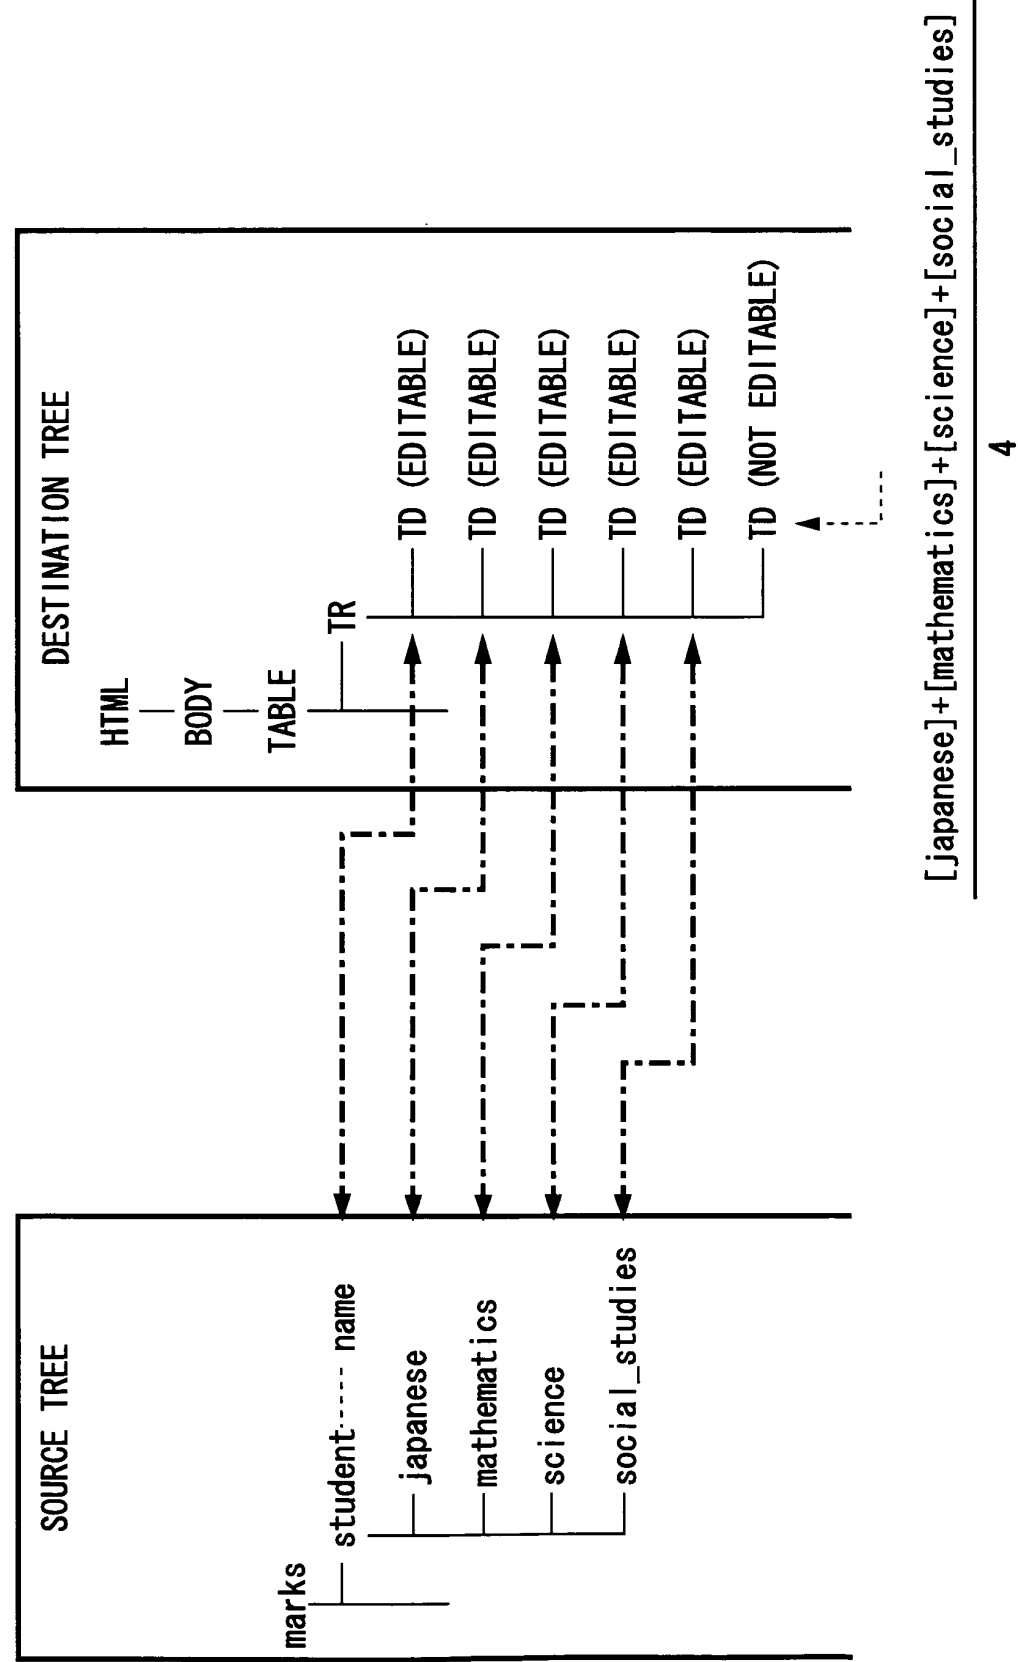 SOURCE TREE
marks
student name
japanese
mathematics
science
social_studies
DESTINATION TREE
HTML
BODY
TABLE
TR
TD (EDITABLE)
TD (EDITABLE)
TD (EDITABLE)
TD (EDITABLE)
TD (EDITABLE)
TD (NOT EDITABLE)
[japanese]+[mathematics]+[science]+[social_studies]
4